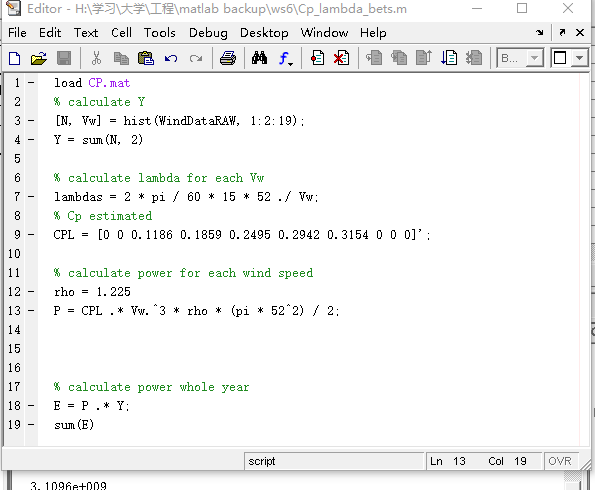 Editor - H:\学习\大学\工程\matlab backup\ws6\Cp_lambda_bets.m
File Edit Text Cell Tools Debug Desktop Window Help
B...
1 - load CP.mat
2 % calculate Y
3 - [N, Vw] = hist(WindDataRAW, 1:2:19);
4 - Y = sum(N, 2)
5
6 % calculate lambda for each Vw
7 - lambdas = 2 * pi / 60 * 15 * 52 ./ Vw;
8 % Cp estimated
9 - CPL = [0 0 0.1186 0.1859 0.2495 0.2942 0.3154 0 0 0]';
10
11 % calculate power for each wind speed
12 - rho = 1.225
13 - P = CPL .* Vw.^3 * rho * (pi * 52^2) / 2;
14
15
16
17 % calculate power whole year
18 - E = P .* Y;
19 - sum(E)
script Ln 13 Col 19 OVR
3.1096e+009